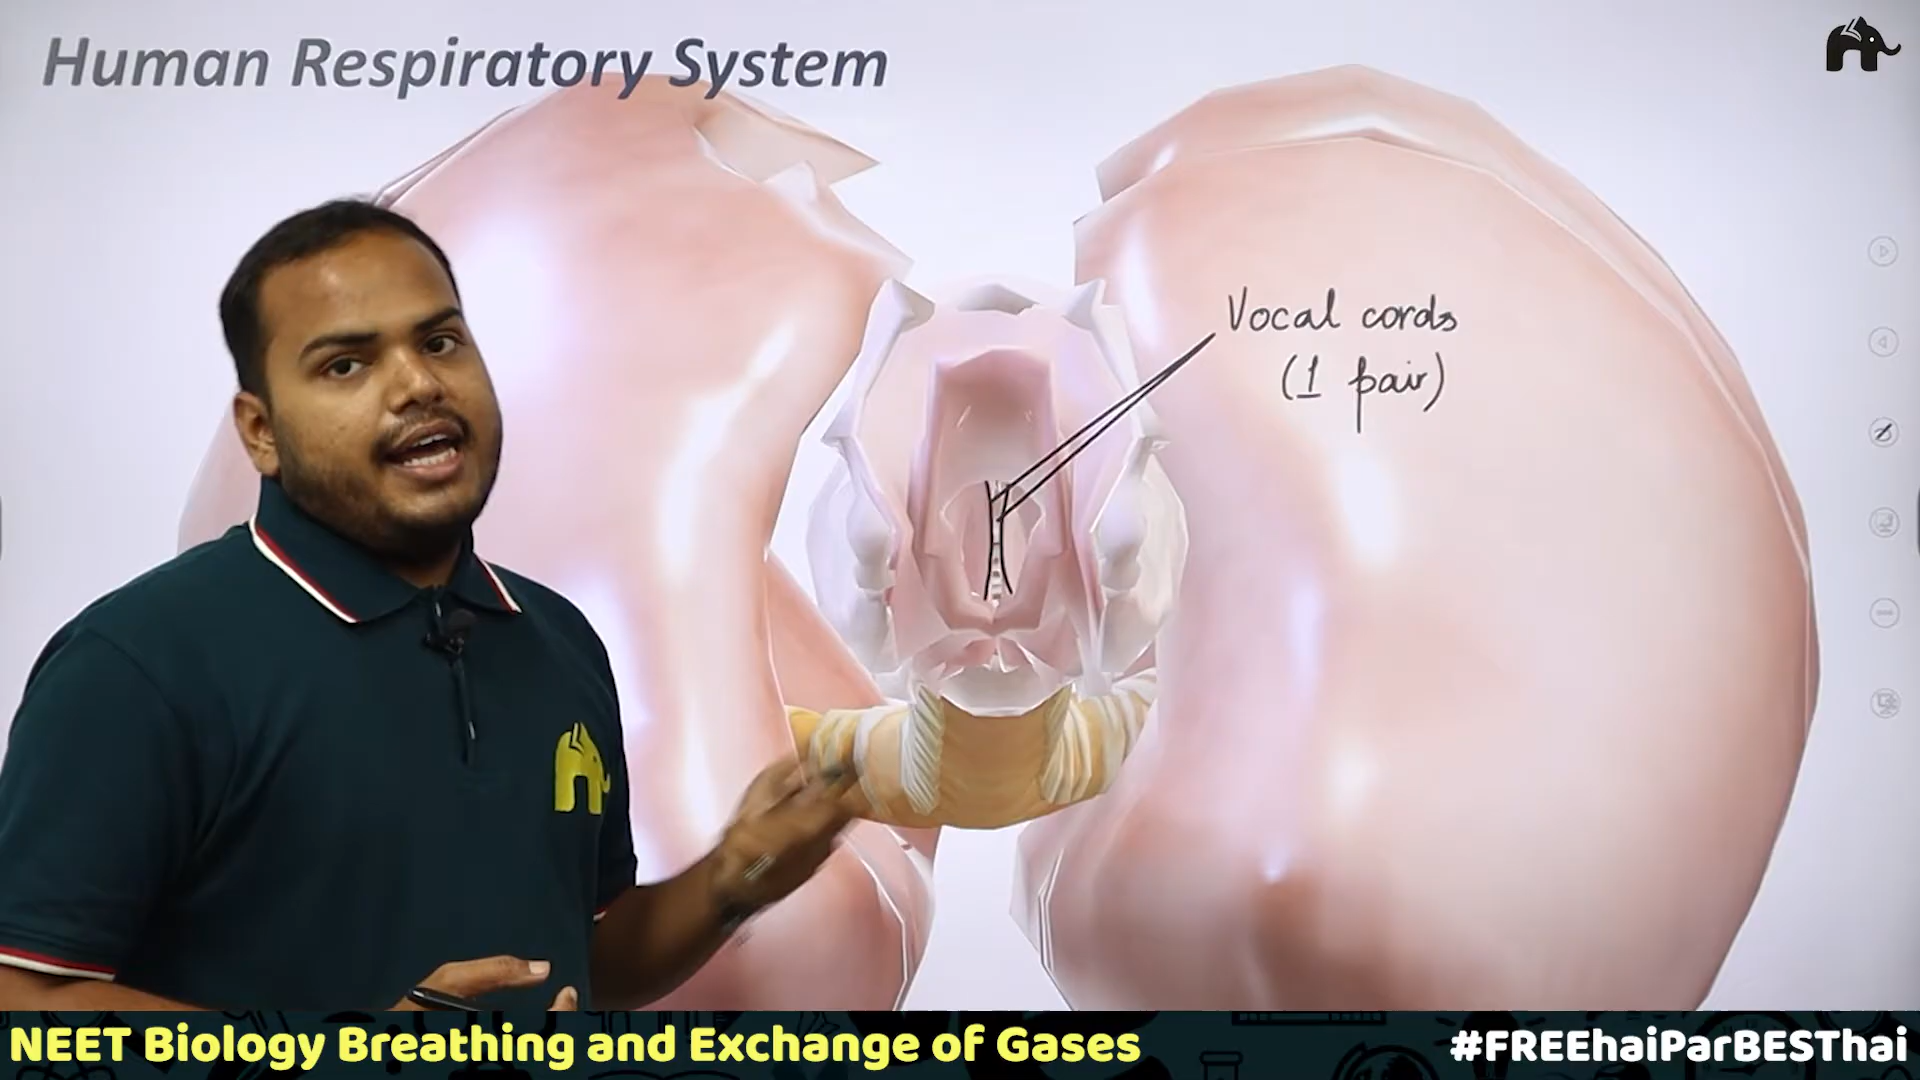 Human Respiratory System
Vocal cords
(1 pair)
NEET Biology Breathing and Exchange of Gases
#FREEhaiParBESThai